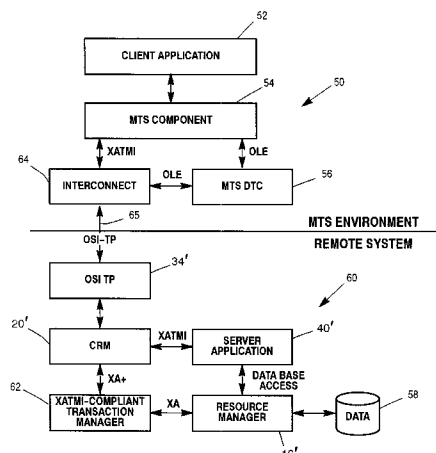 52
CLIENT APPLICATION
54
50
MTS COMPONENT
XATMI
OLE
64
INTERCONNECT
OLE
MTS DTC
56
65
MTS ENVIRONMENT
OSI-TP
REMOTE SYSTEM
OSI TP
34'
60
20'
CRM
XATMI
SERVER
APPLICATION
40'
XA+
DATA BASE
ACCESS
62
XATMI-COMPLIANT
TRANSACTION
MANAGER
XA
RESOURCE
MANAGER
DATA
58